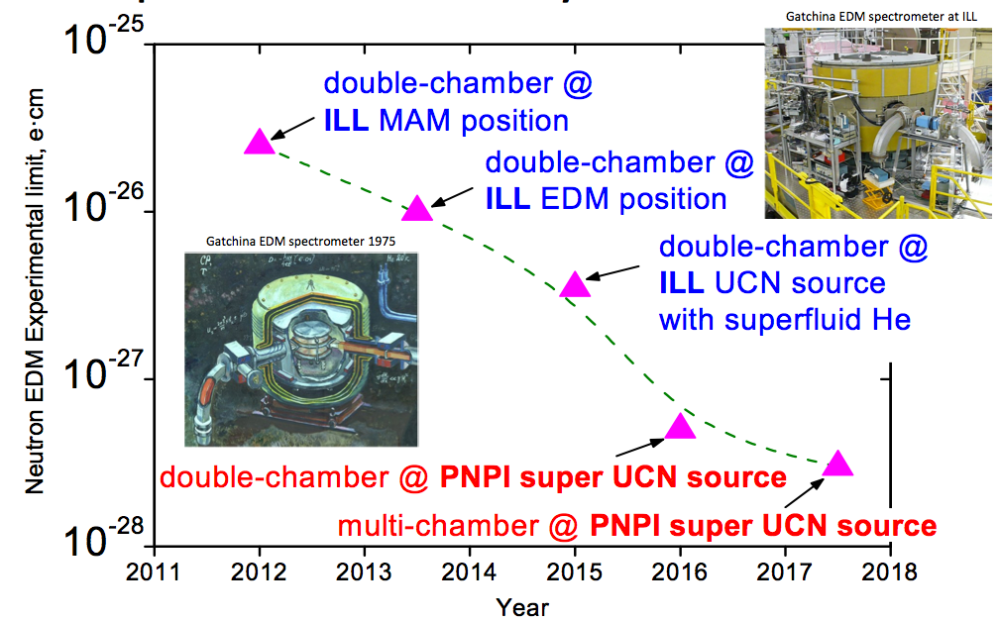 Gatchina EDM spectrometer at ILL
10-25
double-chamber @
ILL MAM position
double-chamber @
ILL EDM position
10-26
Gatchina EDM spectrometer 1975
double-chamber @
ILL UCN source
with superfluid He
10-27
double-chamber @ PNPI super UCN source
multi-chamber @ PNPI super UCN source
10-28
Neutron EDM Experimental limit, e·cm
2011 2012 2013 2014 2015 2016 2017 2018
Year